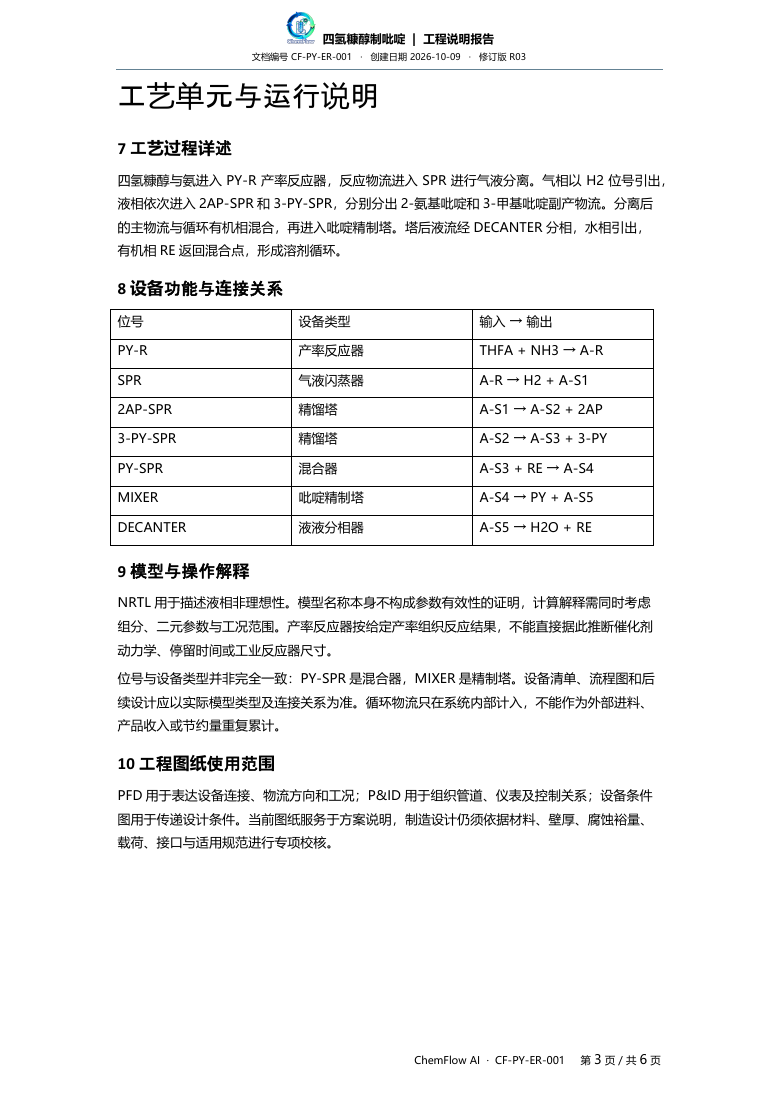 四氢糠醇制吡啶 | 工程说明报告
文档编号 CF-PY-ER-001 · 创建日期 2026-10-09 · 修订版 R03
工艺单元与运行说明
7 工艺过程详述
四氢糠醇与氨进入 PY-R 产率反应器，反应物流进入 SPR 进行气液分离。气相以 H2 位号引出，
液相依次进入 2AP-SPR 和 3-PY-SPR，分别分出 2-氨基吡啶和 3-甲基吡啶副产物流。分离后
的主物流与循环有机相混合，再进入吡啶精制塔。塔后液流经 DECANTER 分相，水相引出，
有机相 RE 返回混合点，形成溶剂循环。
8 设备功能与连接关系
位号 设备类型 输入 → 输出
PY-R 产率反应器 THFA + NH3 → A-R
SPR 气液闪蒸器 A-R → H2 + A-S1
2AP-SPR 精馏塔 A-S1 → A-S2 + 2AP
3-PY-SPR 精馏塔 A-S2 → A-S3 + 3-PY
PY-SPR 混合器 A-S3 + RE → A-S4
MIXER 吡啶精制塔 A-S4 → PY + A-S5
DECANTER 液液分相器 A-S5 → H2O + RE
9 模型与操作解释
NRTL 用于描述液相非理想性。模型名称本身不构成参数有效性的证明，计算解释需同时考虑
组分、二元参数与工况范围。产率反应器按给定产率组织反应结果，不能直接据此推断催化剂
动力学、停留时间或工业反应器尺寸。
位号与设备类型并非完全一致：PY-SPR 是混合器，MIXER 是精制塔。设备清单、流程图和后
续设计应以实际模型类型及连接关系为准。循环物流只在系统内部计入，不能作为外部进料、
产品收入或节约量重复累计。
10 工程图纸使用范围
PFD 用于表达设备连接、物流方向和工况；P&ID 用于组织管道、仪表及控制关系；设备条件
图用于传递设计条件。当前图纸服务于方案说明，制造设计仍须依据材料、壁厚、腐蚀裕量、
载荷、接口与适用规范进行专项校核。
ChemFlow AI · CF-PY-ER-001 第 3 页 / 共 6 页